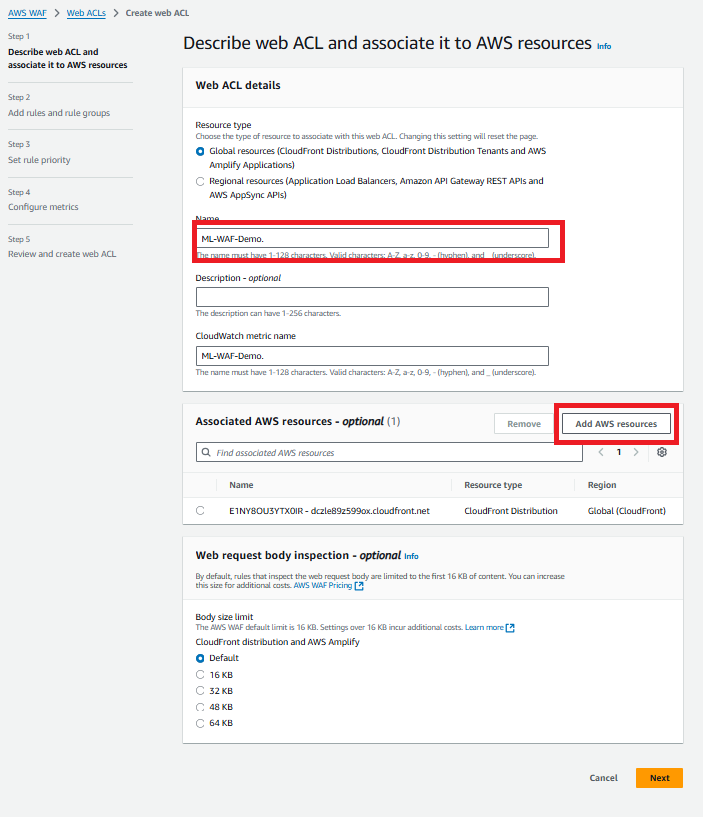 AWS WAF > Web ACLs > Create web ACL
Step 1
Describe web ACL and
associate it to AWS resources
Step 2
Add rules and rule groups
Step 3
Set rule priority
Step 4
Configure metrics
Step 5
Review and create web ACL
Describe web ACL and associate it to AWS resources Info
Web ACL details
Resource type
Choose the type of resource to associate with this web ACL. Changing this setting will reset the page.
Global resources (CloudFront Distributions, CloudFront Distribution Tenants and AWS
Amplify Applications)
Regional resources (Application Load Balancers, Amazon API Gateway REST APIs and
AWS AppSync APIs)
Name
ML-WAF-Demo.
The name must have 1-128 characters. Valid characters: A-Z, a-z, 0-9, - (hyphen), and _ (underscore).
Description - optional
The description can have 1-256 characters.
CloudWatch metric name
ML-WAF-Demo.
The name must have 1-128 characters. Valid characters: A-Z, a-z, 0-9, - (hyphen), and _ (underscore).
Associated AWS resources - optional (1)
Remove
Add AWS resources
Find associated AWS resources
1
Name Resource type Region
E1NY8OU3YTX0IR - dczle89z599ox.cloudfront.net CloudFront Distribution Global (CloudFront)
Web request body inspection - optional Info
By default, rules that inspect the web request body are limited to the first 16 KB of content. You can increase
this size for additional costs. AWS WAF Pricing
Body size limit
The AWS WAF default limit is 16 KB. Settings over 16 KB incur additional costs. Learn more
CloudFront distribution and AWS Amplify
Default
16 KB
32 KB
48 KB
64 KB
Cancel
Next